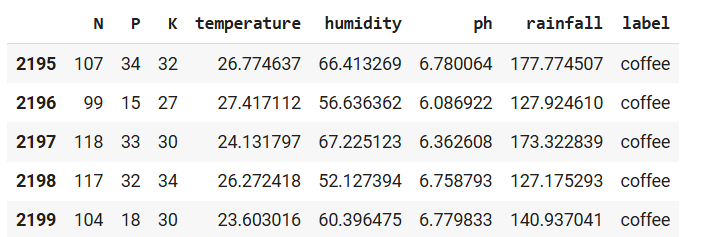 N P K temperature humidity ph rainfall label
2195 107 34 32 26.774637 66.413269 6.780064 177.774507 coffee
2196 99 15 27 27.417112 56.636362 6.086922 127.924610 coffee
2197 118 33 30 24.131797 67.225123 6.362608 173.322839 coffee
2198 117 32 34 26.272418 52.127394 6.758793 127.175293 coffee
2199 104 18 30 23.603016 60.396475 6.779833 140.937041 coffee